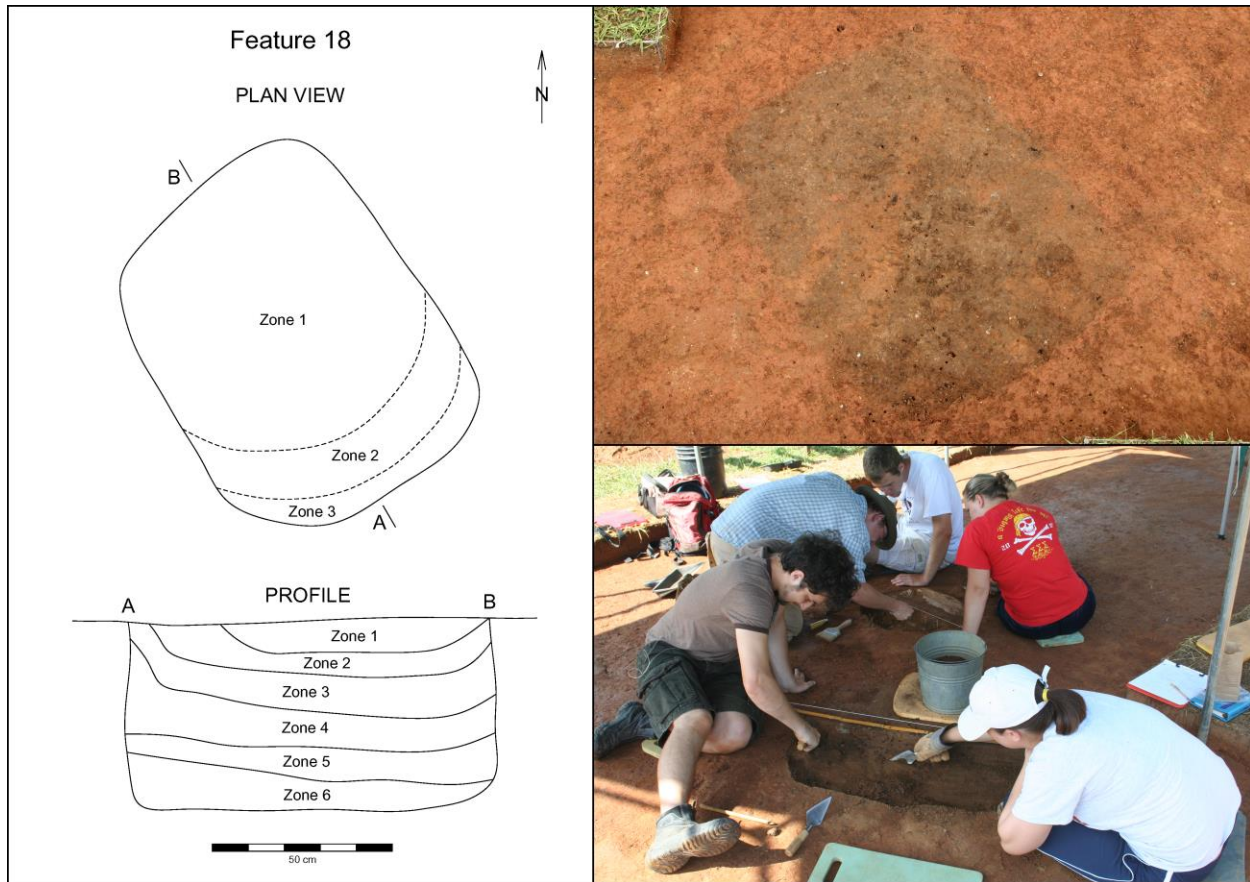 Feature 18
PLAN VIEW
N
B
Zone 1
Zone 2
Zone 3
A
PROFILE
A
B
Zone 1
Zone 2
Zone 3
Zone 4
Zone 5
Zone 6
50 cm
ΣΣΣ